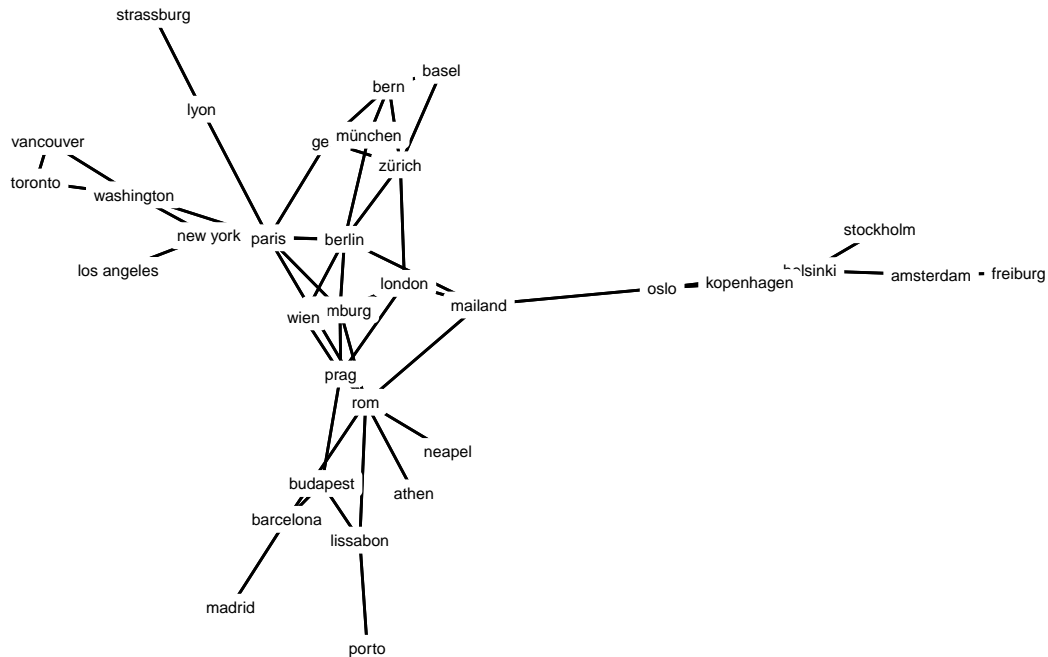 strassburg
basel
bern
lyon
münchen
ge
vancouver
zürich
toronto
washington
stockholm
new york
paris
berlin
los angeles
helsinki
amsterdam
freiburg
london
kopenhagen
oslo
mailand
mburg
wien
prag
rom
neapel
budapest
athen
barcelona
lissabon
madrid
porto